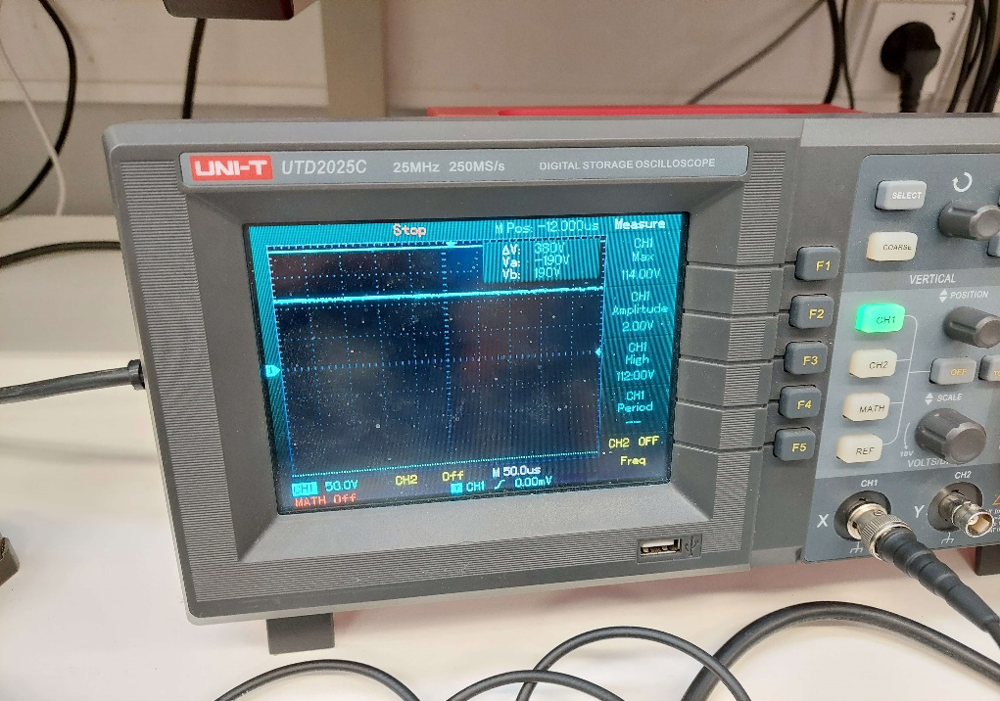 UNI-T UTD2025C 25MHz 250MS/s DIGITAL STORAGE OSCILLOSCOPE
Stop M Pos: -12.000us Measure
ΔV: 380V
Va: -190V
Vb: 190V
CH1
Max
114.00V
CH1
Amplitude
2.00V
CH1
High
112.00V
CH1
Period
---
CH2 OFF
Freq
CH1 50.0V CH2 Off M 50.0us
CH1 0.00mV
MATH Off
F1
F2
F3
F4
F5
SELECT
COARSE
VERTICAL
POSITION
CH1
CH2
OFF
MATH
SCALE
REF
10V
VOLTS/D
CH1
CH2
X
Y